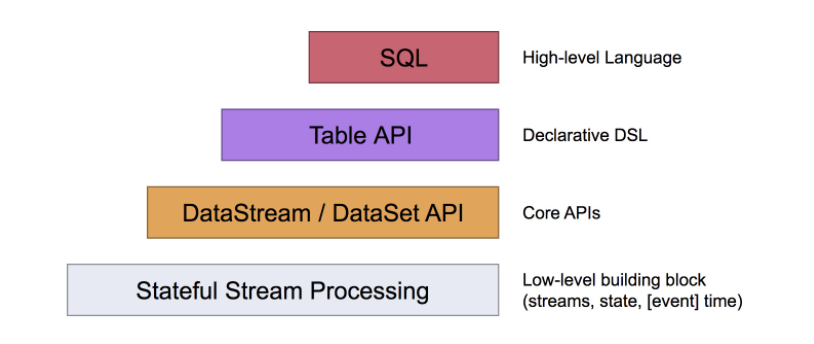 SQL
High-level Language
Table API
Declarative DSL
DataStream / DataSet API
Core APIs
Stateful Stream Processing
Low-level building block
(streams, state, [event] time)